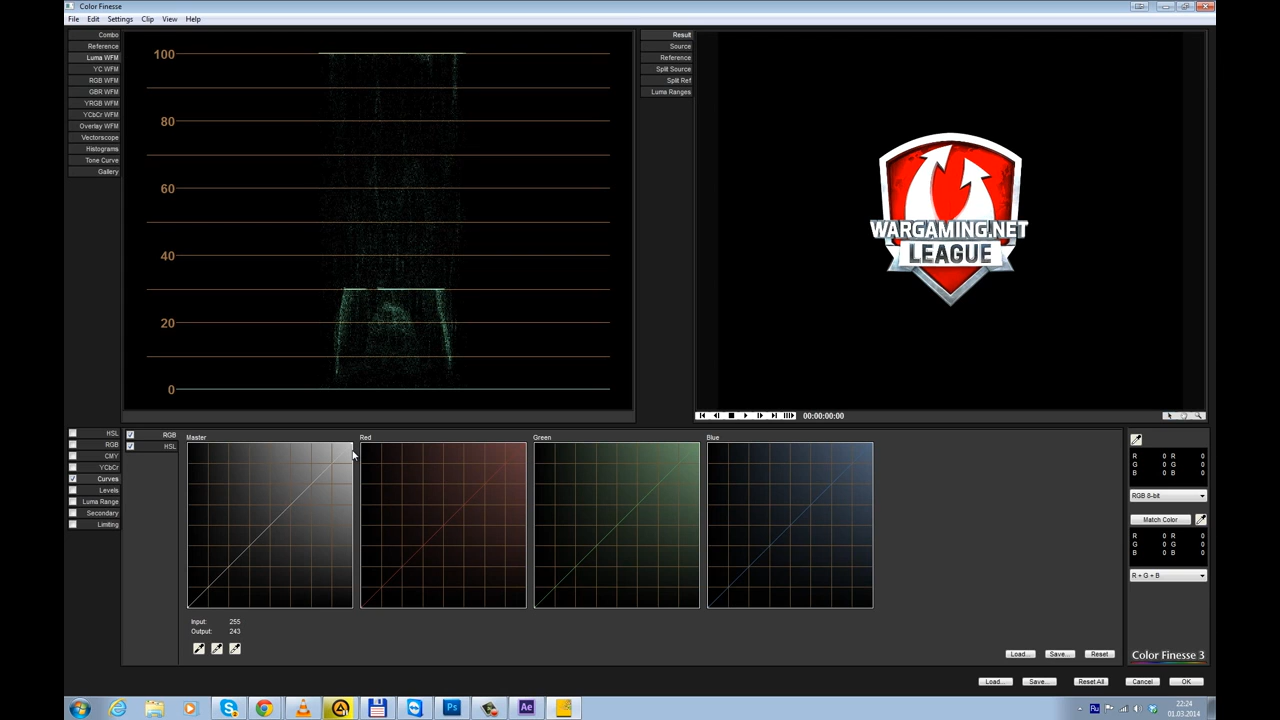 Color Finesse
File Edit Settings Clip View Help
Combo
Reference
Luma WFM
YC WFM
RGB WFM
GBR WFM
YRGB WFM
YCbCr WFM
Overlay WFM
Vectorscope
Histograms
Tone Curve
Gallery
100
80
60
40
20
0
Result
Source
Reference
Split Source
Split Ref
Luma Ranges
WARGAMING.NET
LEAGUE
00:00:00:00
HSL
RGB
CMY
YCbCr
Curves
Levels
Luma Range
Secondary
Limiting
RGB
HSL
Master Red Green Blue
Input: 255
Output: 243
Load... Save... Reset
R 0 R 0
G 0 G 0
B 0 B 0
RGB 8-bit
Match Color
R 0 R 0
G 0 G 0
B 0 B 0
R + G + B
Color Finesse 3
Load... Save... Reset All Cancel OK
Ps
Ae
Ru
22:24
01.03.2014